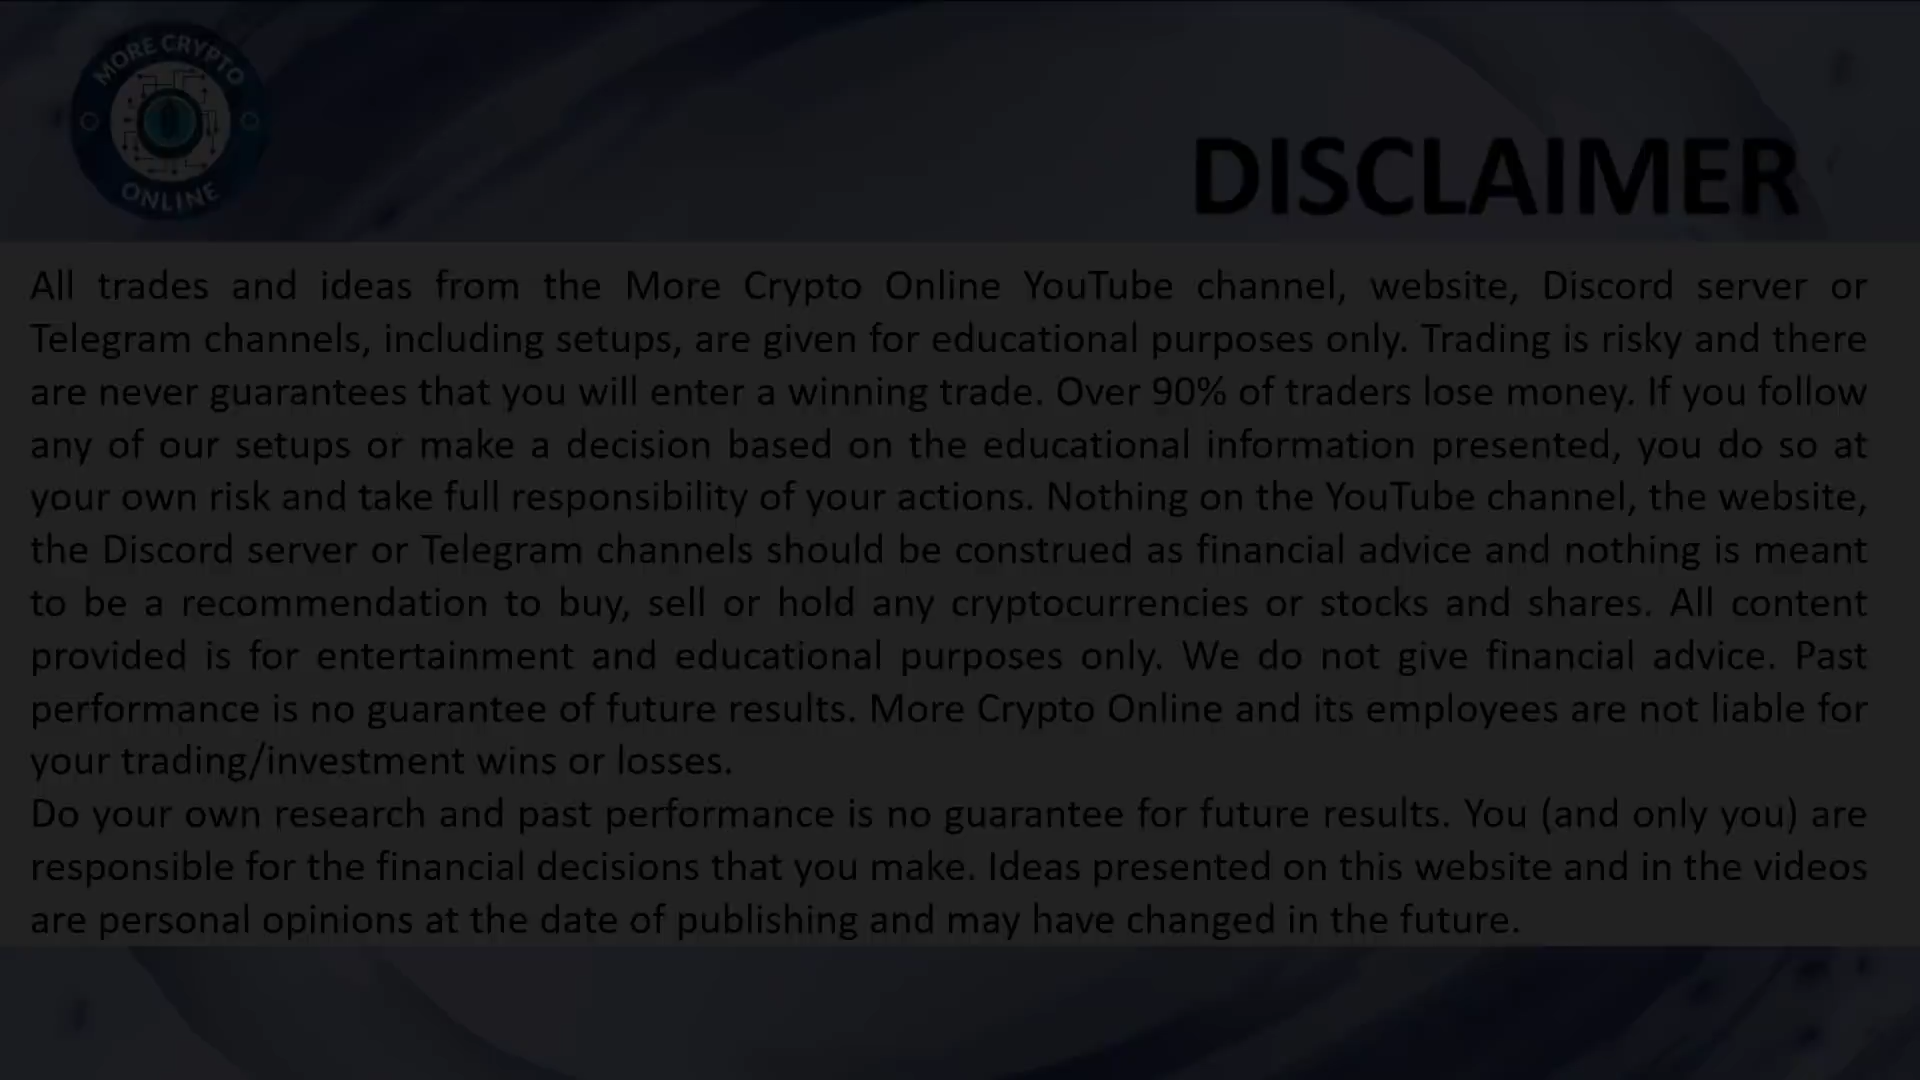 MORE CRYPTO
ONLINE
DISCLAIMER
All trades and ideas from the More Crypto Online YouTube channel, website, Discord server or
Telegram channels, including setups, are given for educational purposes only. Trading is risky and there
are never guarantees that you will enter a winning trade. Over 90% of traders lose money. If you follow
any of our setups or make a decision based on the educational information presented, you do so at
your own risk and take full responsibility of your actions. Nothing on the YouTube channel, the website,
the Discord server or Telegram channels should be construed as financial advice and nothing is meant
to be a recommendation to buy, sell or hold any cryptocurrencies or stocks and shares. All content
provided is for entertainment and educational purposes only. We do not give financial advice. Past
performance is no guarantee of future results. More Crypto Online and its employees are not liable for
your trading/investment wins or losses.
Do your own research and past performance is no guarantee for future results. You (and only you) are
responsible for the financial decisions that you make. Ideas presented on this website and in the videos
are personal opinions at the date of publishing and may have changed in the future.